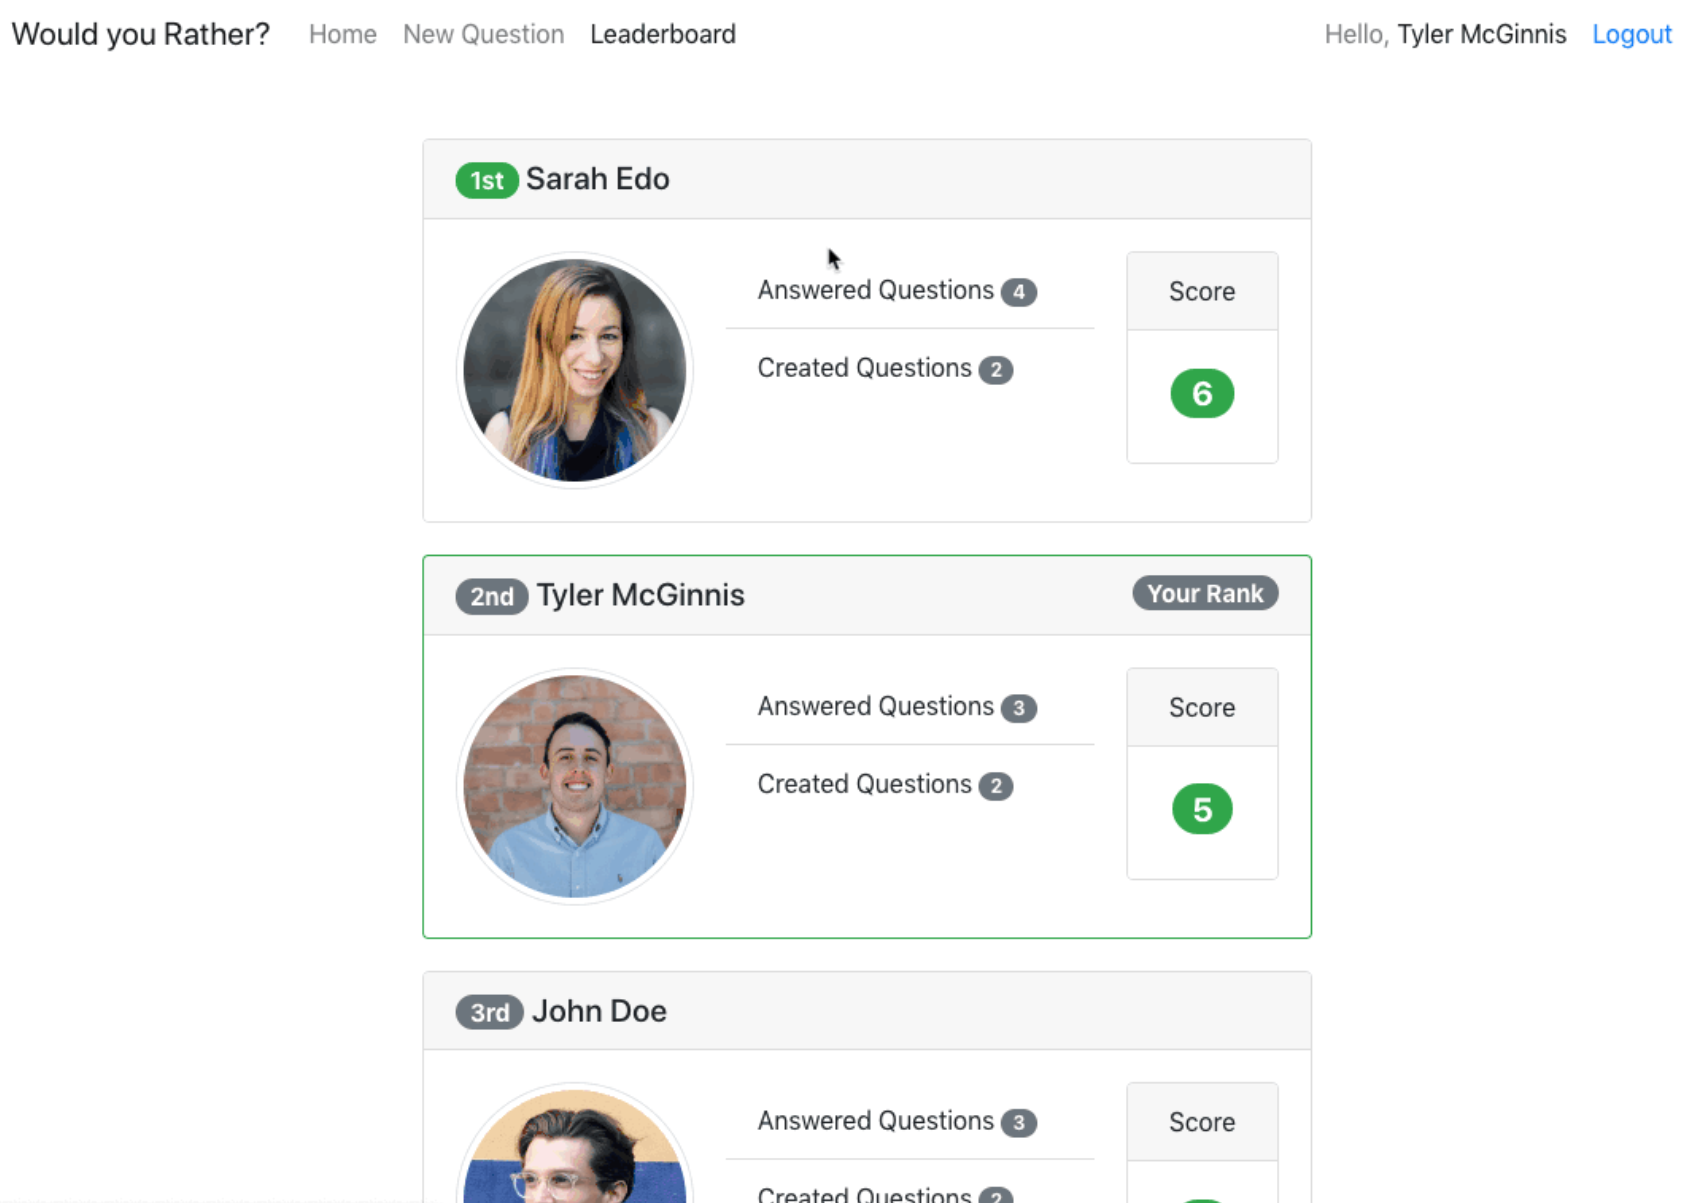 Would you Rather? Home New Question Leaderboard Hello, Tyler McGinnis Logout
1st Sarah Edo
Answered Questions 4
Score
Created Questions 2
6
2nd Tyler McGinnis Your Rank
Answered Questions 3
Score
Created Questions 2
5
3rd John Doe
Answered Questions 3
Score
Created Questions 2